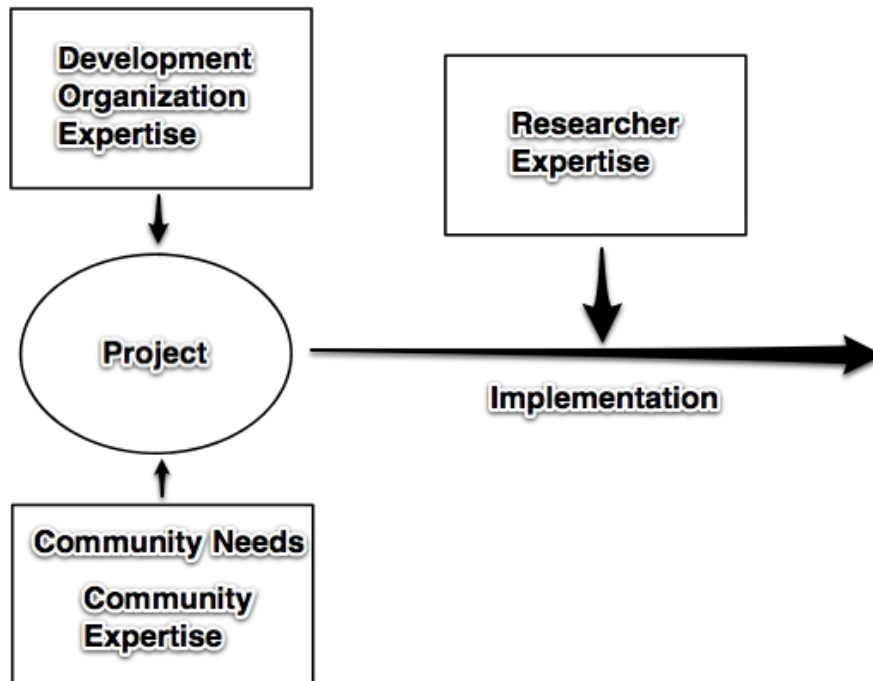 Development
Organization
Expertise
Researcher
Expertise
Project
Implementation
Community Needs
Community
Expertise